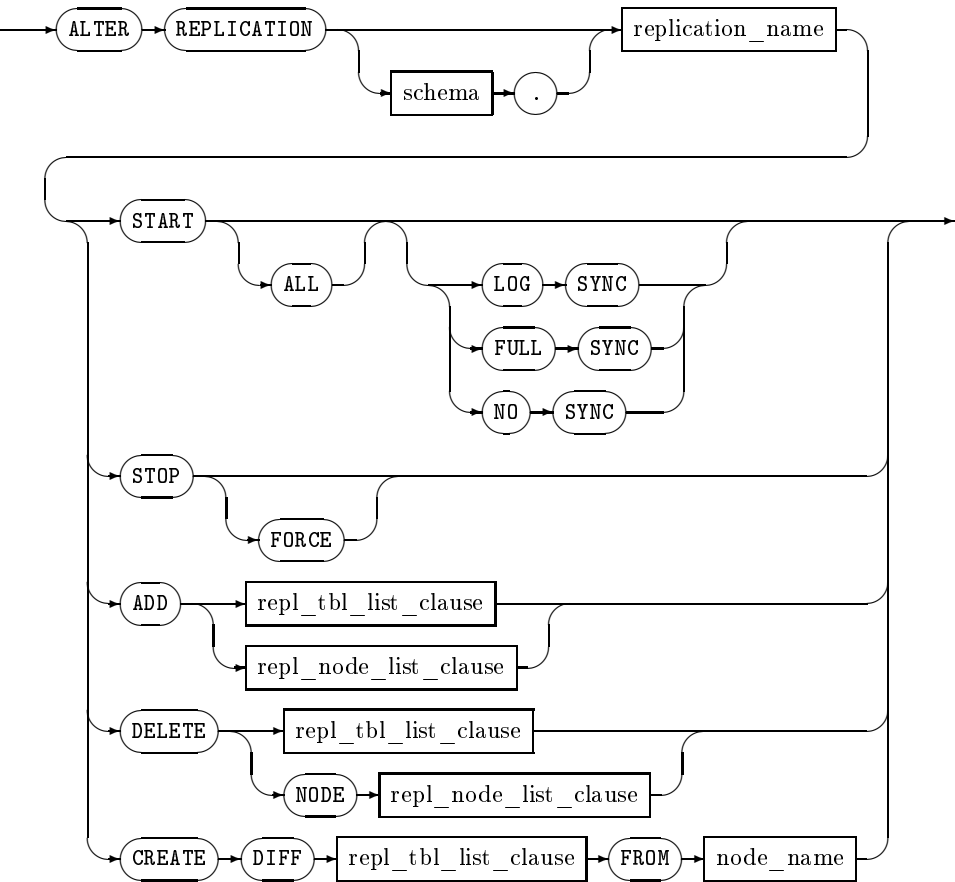 ALTER REPLICATION replication_name
schema .
START
ALL LOG SYNC
FULL SYNC
NO SYNC
STOP
FORCE
ADD repl_tbl_list_clause
repl_node_list_clause
DELETE repl_tbl_list_clause
NODE repl_node_list_clause
CREATE DIFF repl_tbl_list_clause FROM node_name